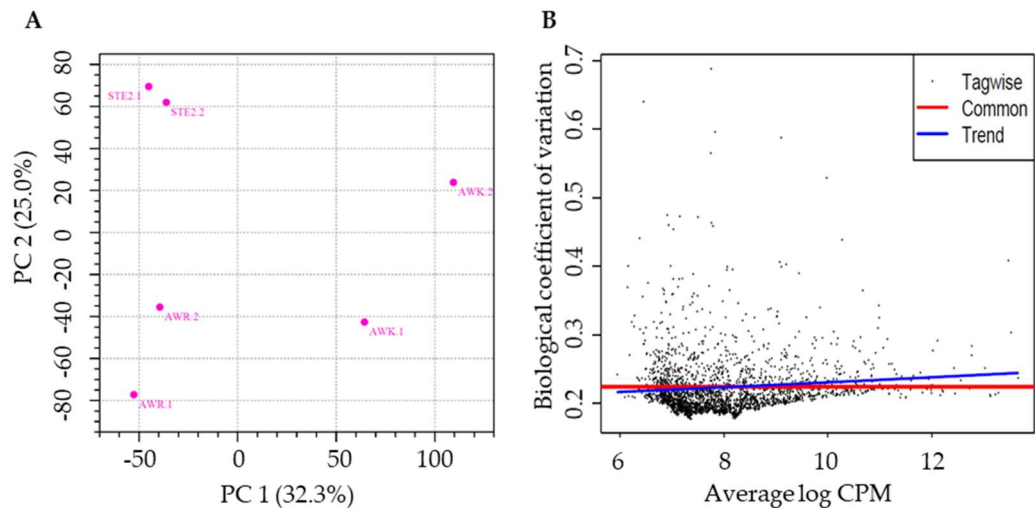 A
80
60
40
20
0
-20
-40
-60
-80
PC 2 (25.0%)
STE2.1
STE2.2
AWK.2
AWR.2
AWK.1
AWR.1
-50
0
50
100
PC 1 (32.3%)
B
0.7
0.6
0.5
0.4
0.3
0.2
Biological coefficient of variation
Tagwise
Common
Trend
6
8
10
12
Average log CPM